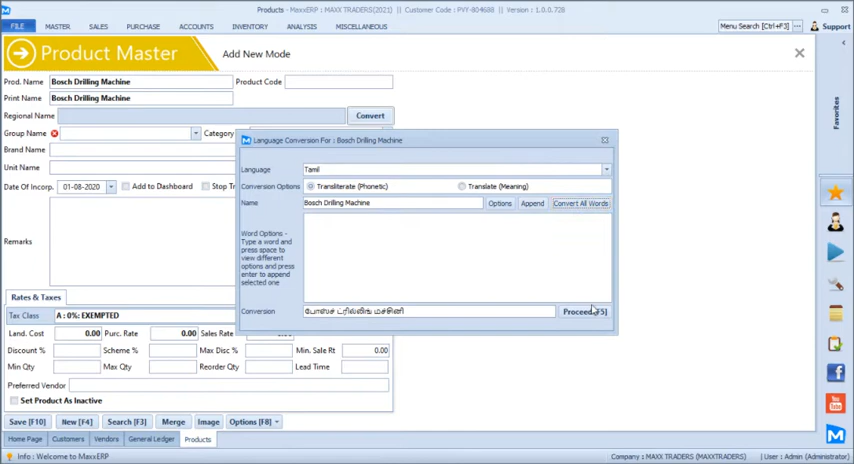 Products - MaxxERP : MAXX TRADERS(2021) | Customer Code : PVY-804688 | Version : 1.0.0.728
FILE MASTER SALES PURCHASE ACCOUNTS INVENTORY ANALYSIS MISCELLANEOUS Menu Search [Ctrl+F3] Support
Product Master Add New Mode
Prod. Name Bosch Drilling Machine Product Code
Print Name Bosch Drilling Machine
Regional Name Convert
Group Name Category
Brand Name
Unit Name
Date Of Incorp. 01-08-2020 Add to Dashboard Stop Tr
Remarks
Language Conversion For : Bosch Drilling Machine
Language Tamil
Conversion Options Transliterate (Phonetic) Translate (Meaning)
Name Bosch Drilling Machine Options Append Convert All Words
Word Options -
Type a word and
press space to
view different
options and press
enter to append
selected one
Conversion போஸ்ச ட்ரில்லிங் மச்சினி Proceed F5]
Rates & Taxes
Tax Class A : 0%: EXEMPTED
Land. Cost 0.00 Purc. Rate 0.00 Sales Rate
Discount % Scheme % Max Disc % Min. Sale Rt 0.00
Min Qty Max Qty Reorder Qty Lead Time
Preferred Vendor
Set Product As Inactive
Save [F10] New [F4] Search [F3] Merge Image Options [F8]
Home Page Customers Vendors General Ledger Products
Info : Welcome to MaxxERP Company : MAXX TRADERS(MAXXTRADERS) User : Admin (Administrator)
Favorites
You
Tube